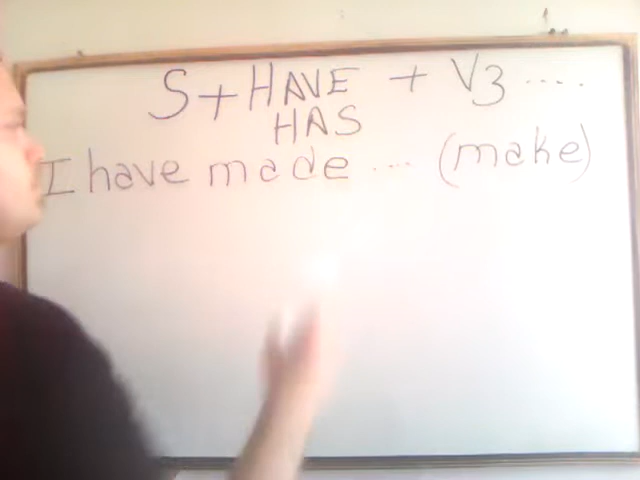 S + HAVE + V3 ....
HAS
I have made ... (make)